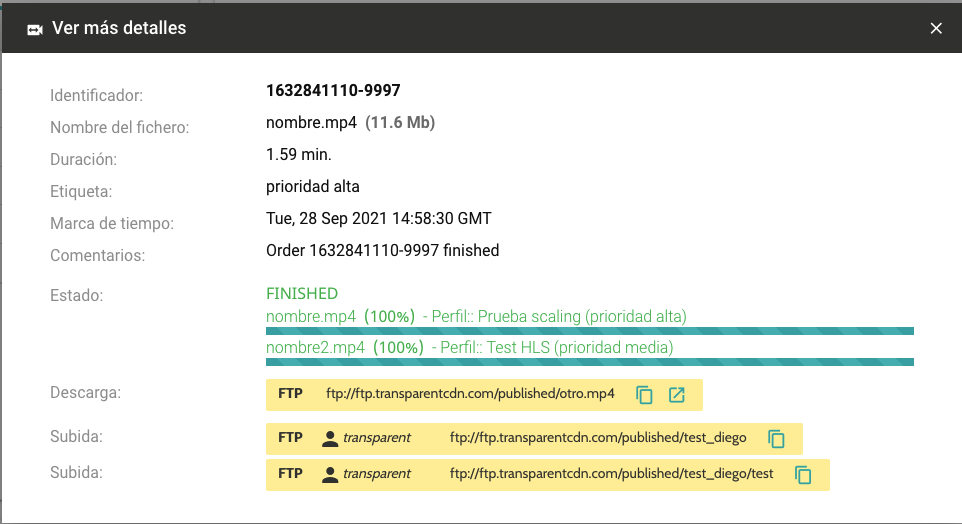 Ver más detalles
Identificador: 1632841110-9997
Nombre del fichero: nombre.mp4 (11.6 Mb)
Duración: 1.59 min.
Etiqueta: prioridad alta
Marca de tiempo: Tue, 28 Sep 2021 14:58:30 GMT
Comentarios: Order 1632841110-9997 finished
Estado: FINISHED
nombre.mp4 (100%) - Perfil:: Prueba scaling (prioridad alta)
nombre2.mp4 (100%) - Perfil:: Test HLS (prioridad media)
Descarga: FTP ftp://ftp.transparentcdn.com/published/otro.mp4
Subida: FTP transparent ftp://ftp.transparentcdn.com/published/test_diego
Subida: FTP transparent ftp://ftp.transparentcdn.com/published/test_diego/test